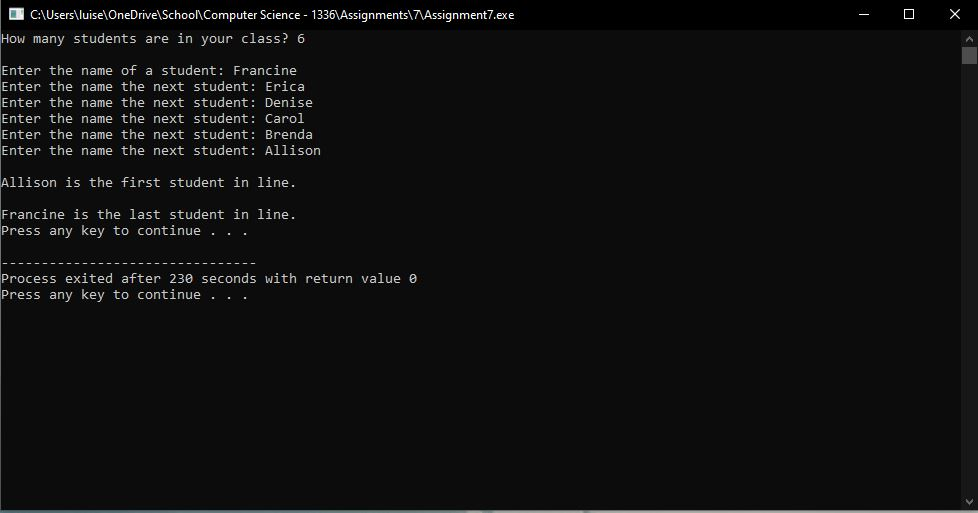 C:\Users\luise\OneDrive\School\Computer Science - 1336\Assignments\7\Assignment7.exe
How many students are in your class? 6
Enter the name of a student: Francine
Enter the name the next student: Erica
Enter the name the next student: Denise
Enter the name the next student: Carol
Enter the name the next student: Brenda
Enter the name the next student: Allison
Allison is the first student in line.
Francine is the last student in line.
Press any key to continue . . .
--------------------------------
Process exited after 230 seconds with return value 0
Press any key to continue . . .